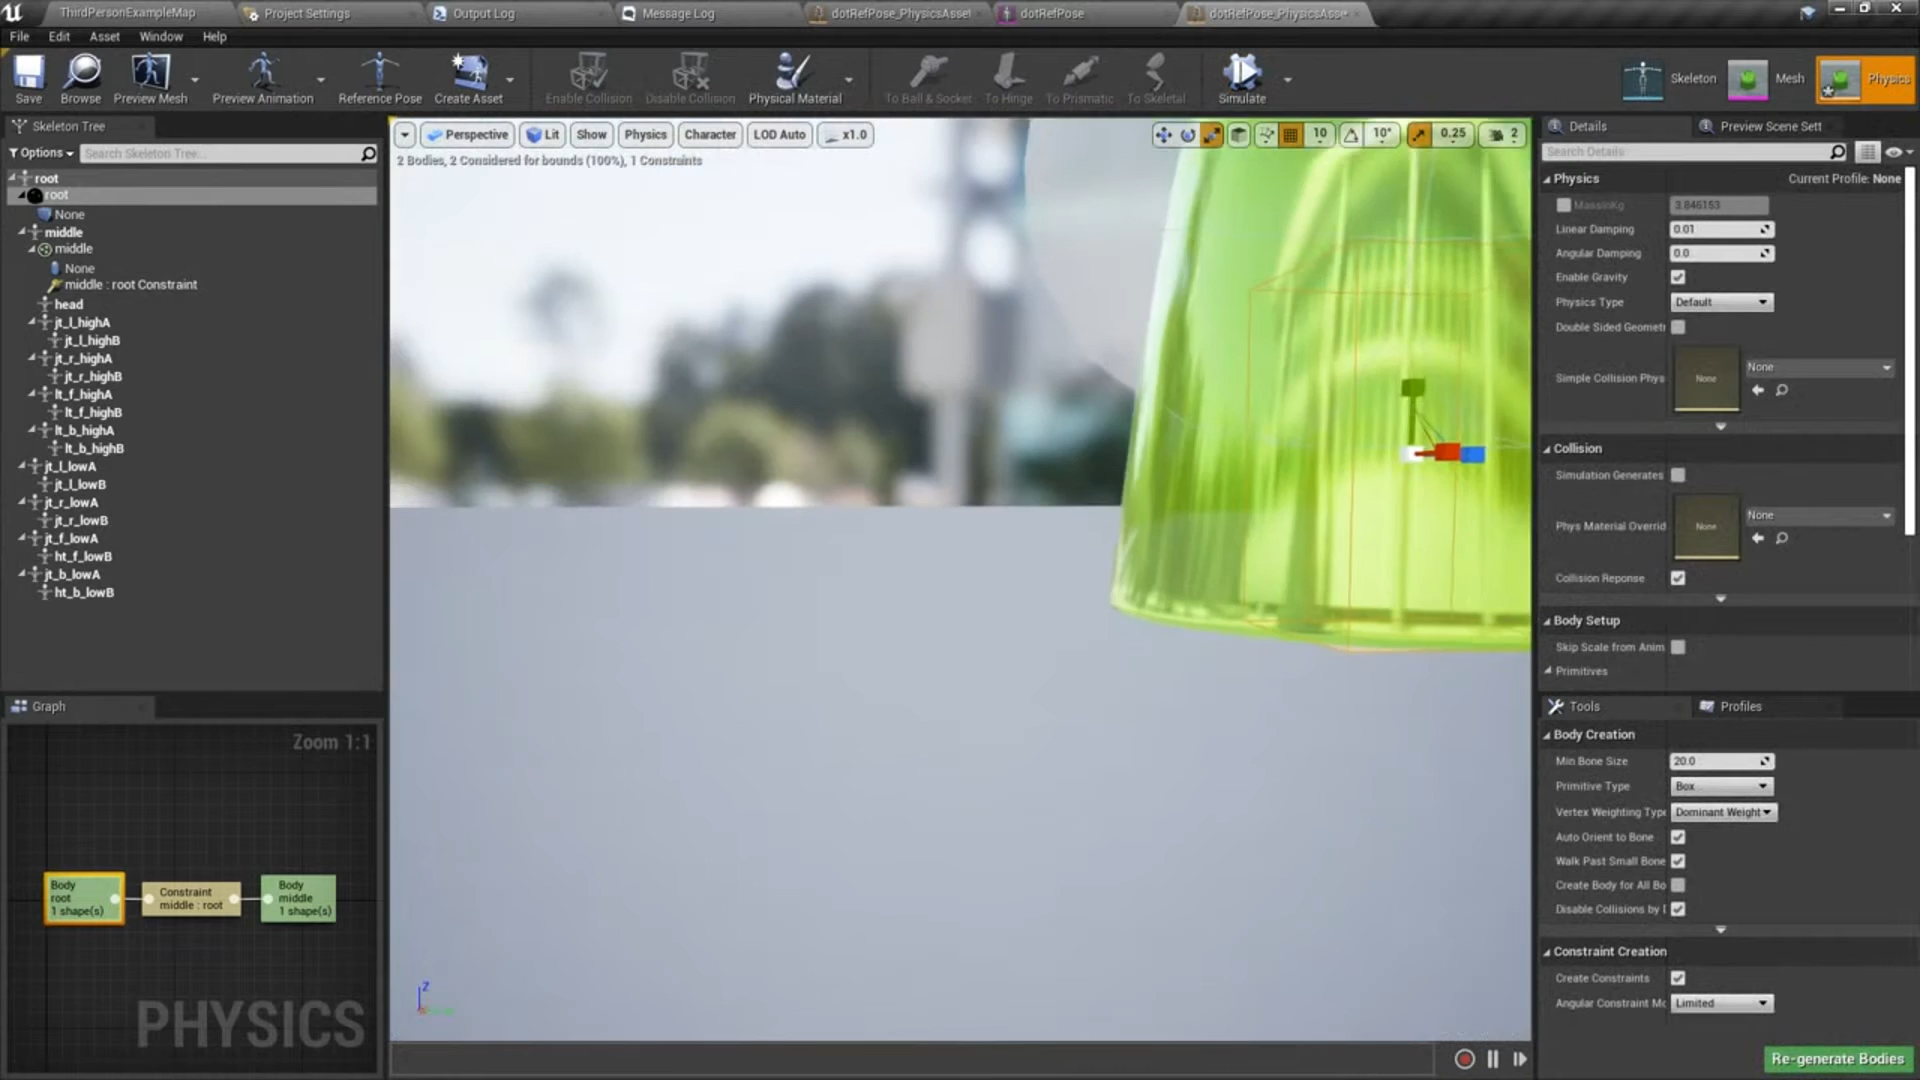 ThirdPersonExampleMap
Project Settings
Output Log
Message Log
dotRefPose_PhysicsAsset
dotRefPose
dotRefPose_PhysicsAsse
File Edit Asset Window Help
Save
Browse
Preview Mesh
Preview Animation
Reference Pose
Create Asset
Enable Collision
Disable Collision
Physical Material
To Ball & Socket
To Hinge
To Prismatic
To Skeletal
Simulate
Skeleton
Mesh
Physics
Skeleton Tree
Options
Search Skeleton Tree...
root
root
None
middle
middle
None
middle : root Constraint
head
jt_l_highA
jt_l_highB
jt_r_highA
jt_r_highB
lt_f_highA
lt_f_highB
lt_b_highA
lt_b_highB
jt_l_lowA
jt_l_lowB
jt_r_lowA
jt_r_lowB
jt_f_lowA
ht_f_lowB
jt_b_lowA
ht_b_lowB
Graph
Zoom 1:1
Body
root
1 shape(s)
Constraint
middle : root
Body
middle
1 shape(s)
PHYSICS
Perspective
Lit
Show
Physics
Character
LOD Auto
x1.0
10
10°
0.25
2
2 Bodies, 2 Considered for bounds (100%), 1 Constraints
Z
Details
Preview Scene Sett
Search Details
Physics
Current Profile: None
MassInKg
3.846153
Linear Damping
0.01
Angular Damping
0.0
Enable Gravity
Physics Type
Default
Double Sided Geometr
Simple Collision Phys
None
None
Collision
Simulation Generates
Phys Material Overrid
None
None
Collision Reponse
Body Setup
Skip Scale from Anim
Primitives
Tools
Profiles
Body Creation
Min Bone Size
20.0
Primitive Type
Box
Vertex Weighting Type
Dominant Weight
Auto Orient to Bone
Walk Past Small Bone
Create Body for All Bo
Disable Collisions by D
Constraint Creation
Create Constraints
Angular Constraint Mo
Limited
Re-generate Bodies